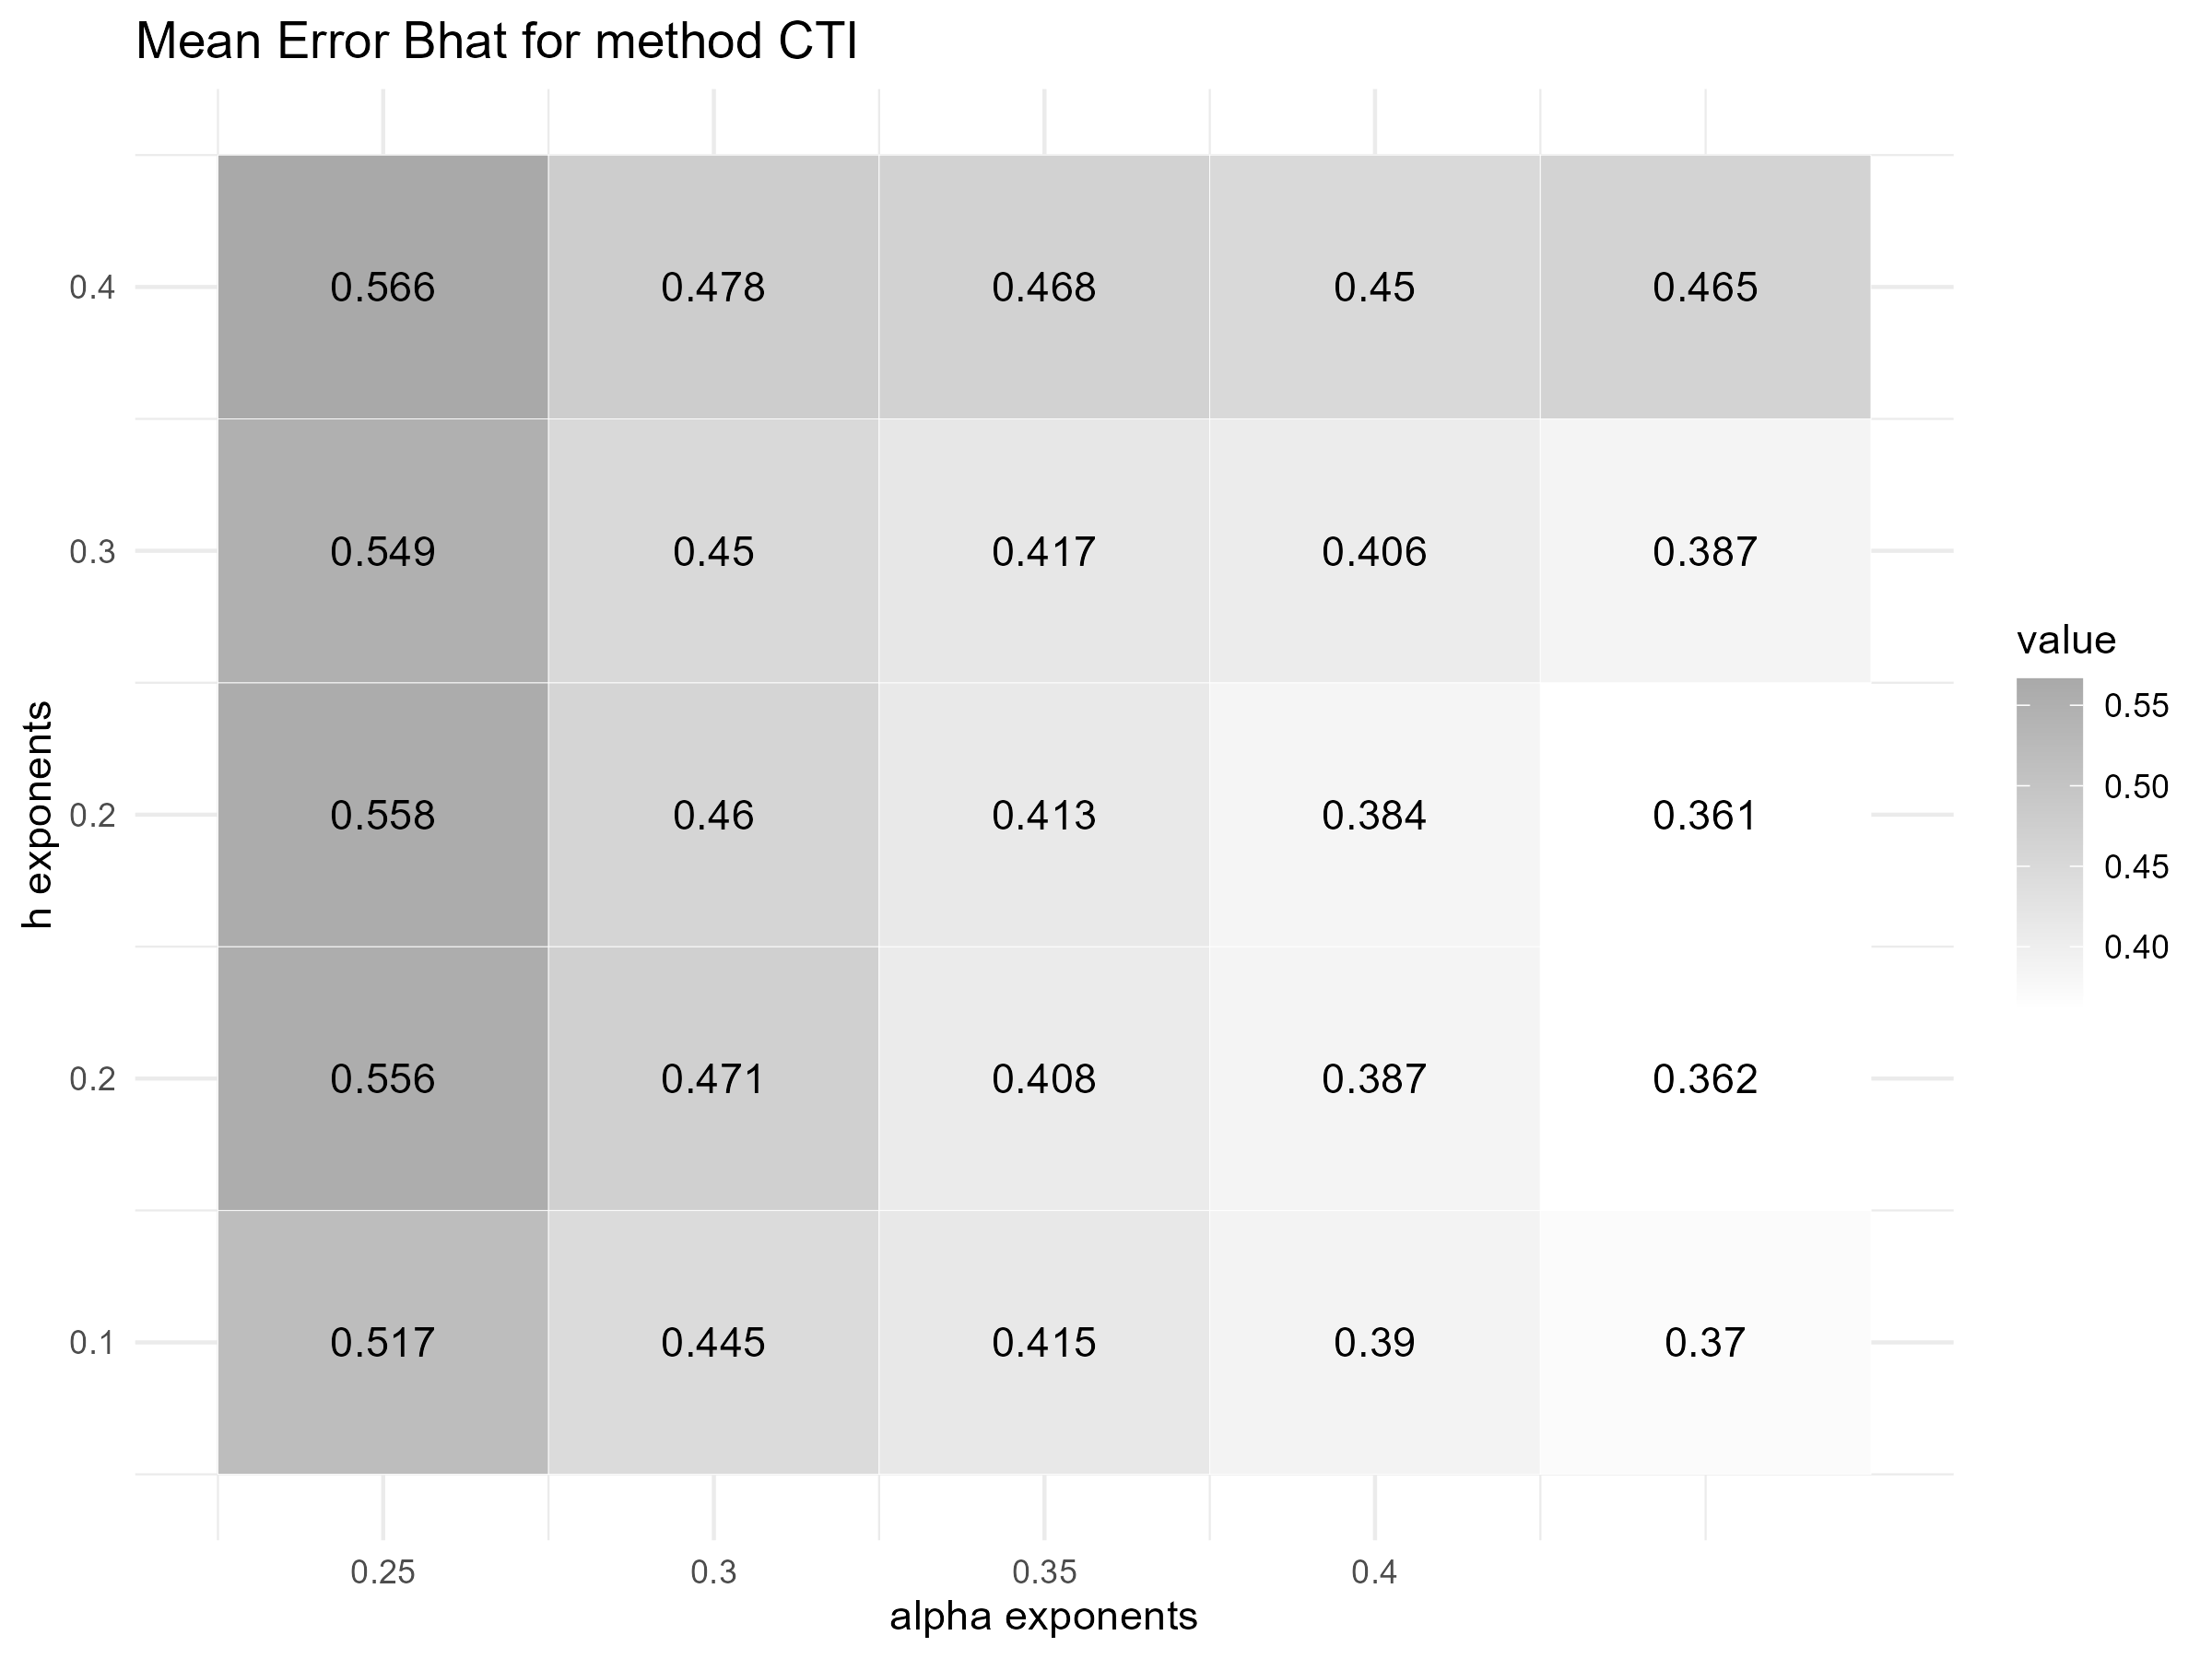 Mean Error Bhat for method CTI
0.4 0.566 0.478 0.468 0.45 0.465
0.3 0.549 0.45 0.417 0.406 0.387
0.2 0.558 0.46 0.413 0.384 0.361
0.2 0.556 0.471 0.408 0.387 0.362
0.1 0.517 0.445 0.415 0.39 0.37
0.25 0.3 0.35 0.4
alpha exponents
h exponents
value
0.55
0.50
0.45
0.40